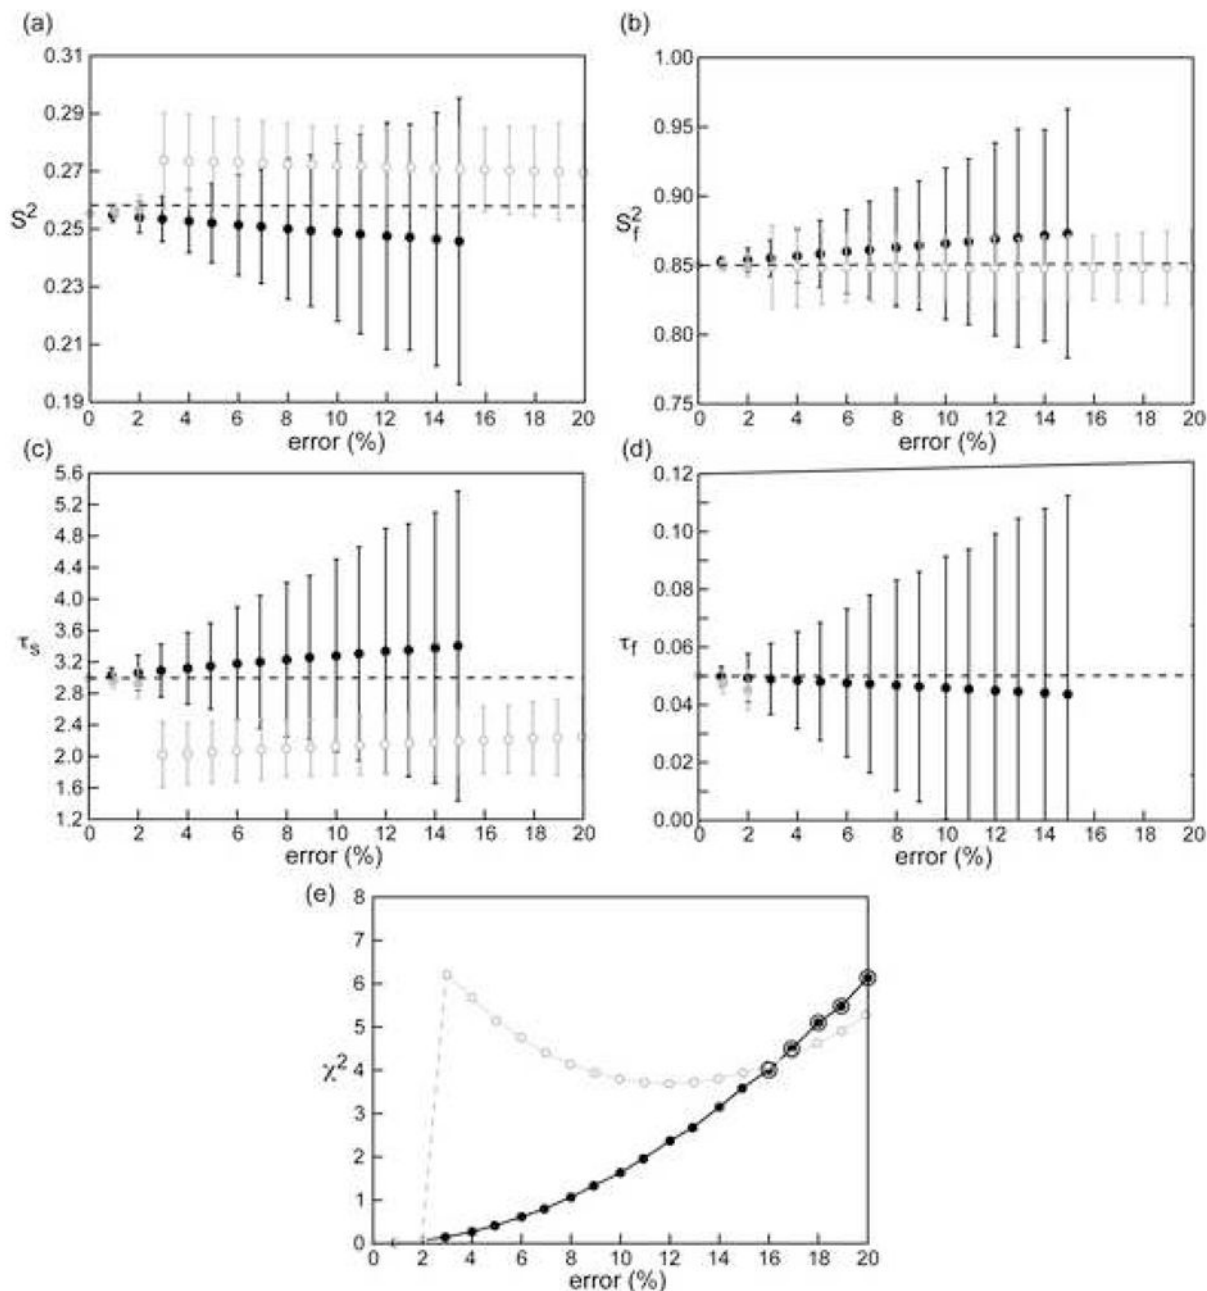 (a)
0.31
0.29
0.27
S²
0.25
0.23
0.21
0.19
0 2 4 6 8 10 12 14 16 18 20
error (%)
(b)
1.00
0.95
0.90
S²f
0.85
0.80
0.75
0 2 4 6 8 10 12 14 16 18 20
error (%)
(c)
5.6
5.2
4.8
4.4
4.0
3.6
τs
3.2
2.8
2.4
2.0
1.6
1.2
0 2 4 6 8 10 12 14 16 18 20
error (%)
(d)
0.12
0.10
0.08
0.06
τf
0.04
0.02
0.00
0 2 4 6 8 10 12 14 16 18 20
error (%)
(e)
8
7
6
5
χ²
4
3
2
1
0
0 2 4 6 8 10 12 14 16 18 20
error (%)